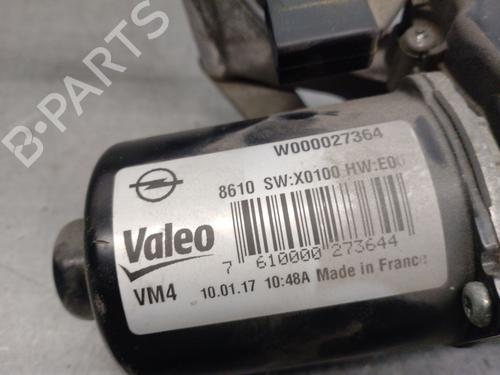 B-PARTS
W000027364
8610 SW:X0100 HW:E00
Valeo
7 610000 273644
VM4 10.01.17 10:48A Made in France